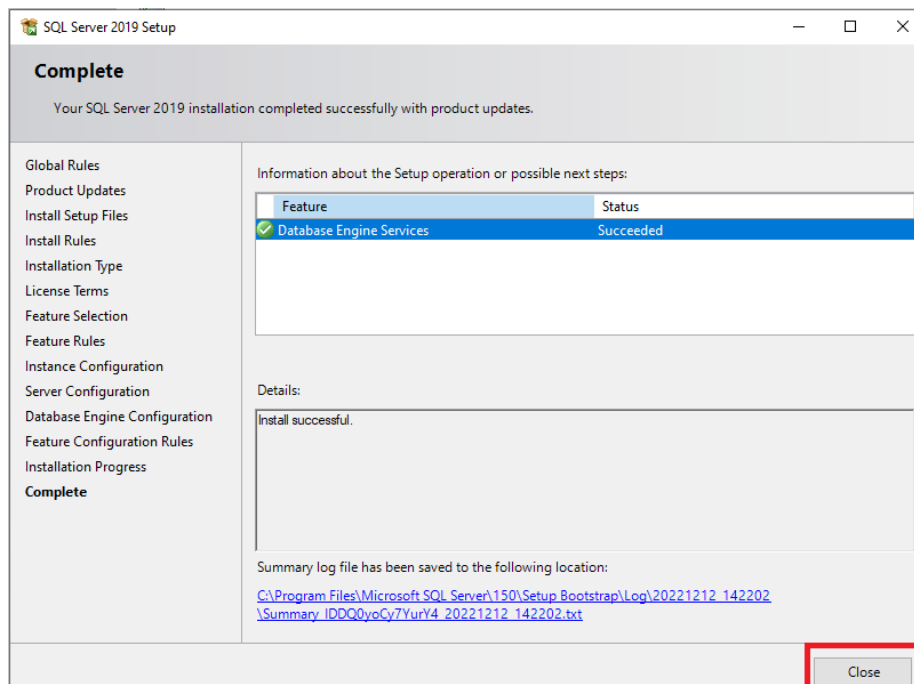 SQL Server 2019 Setup
Complete
Your SQL Server 2019 installation completed successfully with product updates.
Global Rules
Product Updates
Install Setup Files
Install Rules
Installation Type
License Terms
Feature Selection
Feature Rules
Instance Configuration
Server Configuration
Database Engine Configuration
Feature Configuration Rules
Installation Progress
Complete
Information about the Setup operation or possible next steps:
Feature Status
Database Engine Services Succeeded
Details:
Install successful.
Summary log file has been saved to the following location:
C:\Program Files\Microsoft SQL Server\150\Setup Bootstrap\Log\20221212_142202
\Summary_IDDQ0yoCy7YurY4_20221212_142202.txt
Close